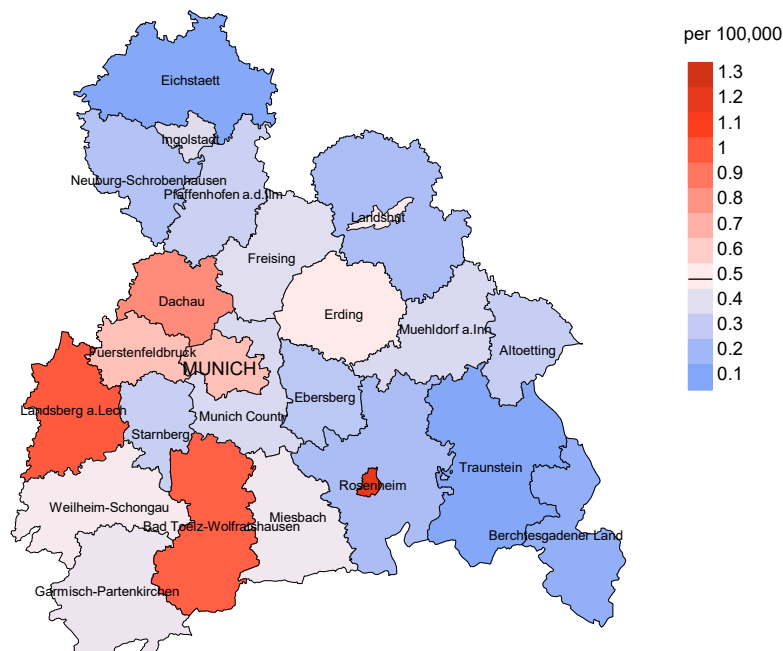 per 100,000
1.3
1.2
1.1
1
0.9
0.8
0.7
0.6
0.5
0.4
0.3
0.2
0.1
Eichstaett
Ingolstadt
Neuburg-Schrobenhausen
Pfaffenhofen a.d.Ilm
Landshut
Freising
Dachau
Erding
Muehldorf a.Inn
Altoetting
Fuerstenfeldbruck
MUNICH
Ebersberg
Landsberg a.Lech
Munich County
Starnberg
Traunstein
Rosenheim
Weilheim-Schongau
Miesbach
Bad Toelz-Wolfratshausen
Berchtesgadener Land
Garmisch-Partenkirchen